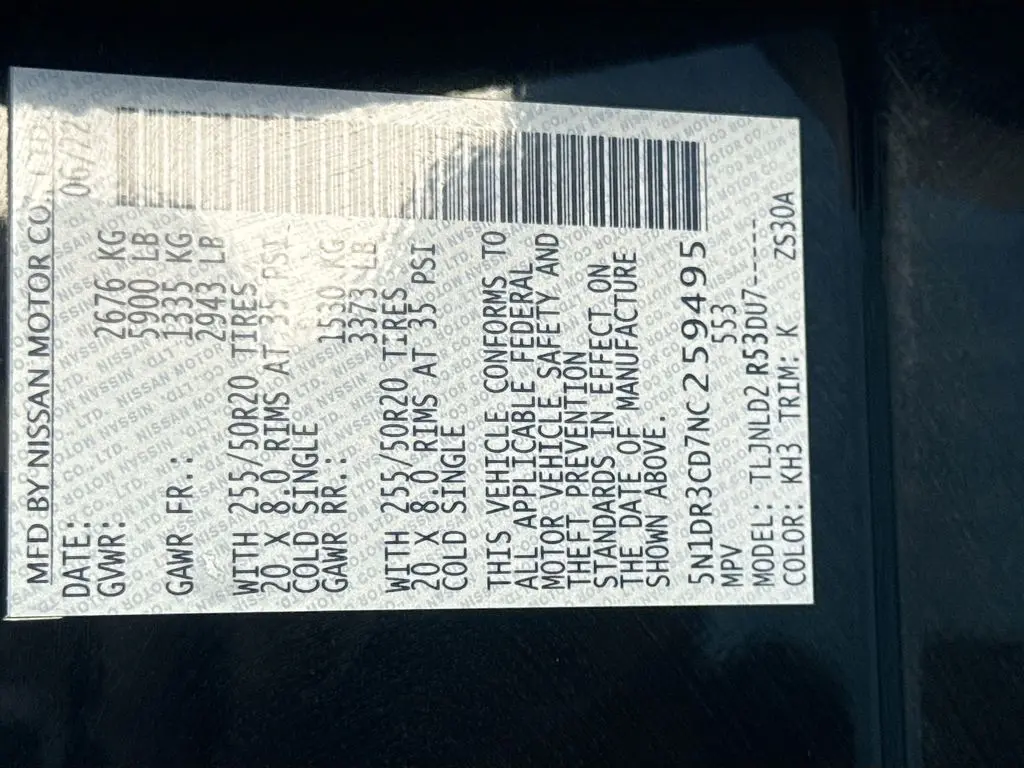 MFD BY NISSAN MOTOR CO., LTD.
DATE: 06/22
GVWR: 2676 KG
5900 LB
GAWR FR.: 1335 KG
2943 LB
WITH 255/50R20 TIRES
20 X 8.0 RIMS AT 35 PSI
COLD SINGLE
GAWR RR.: 1530 KG
3373 LB
WITH 255/50R20 TIRES
20 X 8.0 RIMS AT 35 PSI
COLD SINGLE
THIS VEHICLE CONFORMS TO
ALL APPLICABLE FEDERAL
MOTOR VEHICLE SAFETY AND
THEFT PREVENTION
STANDARDS IN EFFECT ON
THE DATE OF MANUFACTURE
SHOWN ABOVE.
5N1DR3CD7NC259495
MPV 553
MODEL: TLJNLD2 R53DU7------
COLOR: KH3 TRIM: K ZS30A